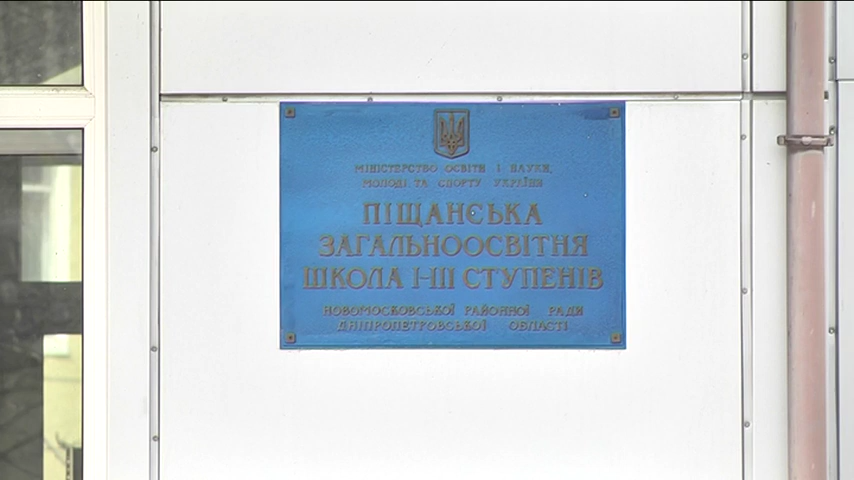 МІНІСТЕРСТВО ОСВІТИ І НАУКИ,
МОЛОДІ ТА СПОРТУ УКРАЇНИ
ПІЩАНСЬКА
ЗАГАЛЬНООСВІТНЯ
ШКОЛА І-ІІІ СТУПЕНІВ
НОВОМОСКОВСЬКОЇ РАЙОННОЇ РАДИ
ДНІПРОПЕТРОВСЬКОЇ ОБЛАСТІ